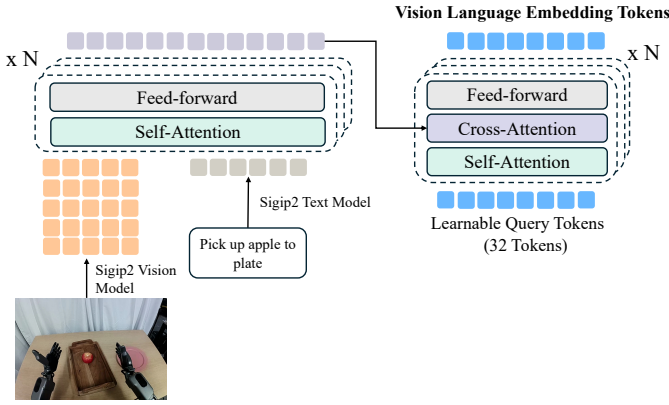 Vision Language Embedding Tokens
x N
x N
Feed-forward
Self-Attention
Feed-forward
Cross-Attention
Self-Attention
Sigip2 Text Model
Learnable Query Tokens
(32 Tokens)
Pick up apple to
plate
Sigip2 Vision
Model